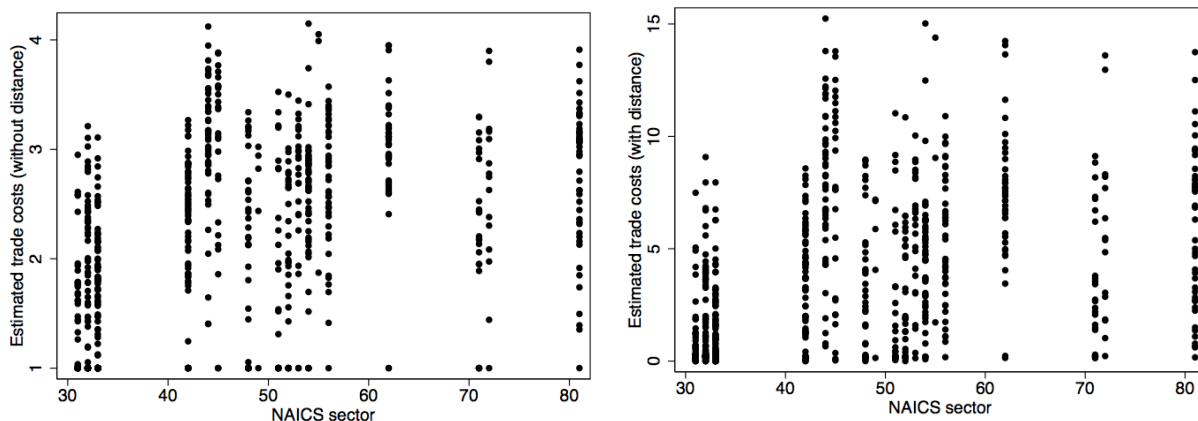 Estimated trade costs (without distance)
4
3
2
1
30 40 50 60 70 80
NAICS sector
Estimated trade costs (with distance)
15
10
5
0
30 40 50 60 70 80
NAICS sector